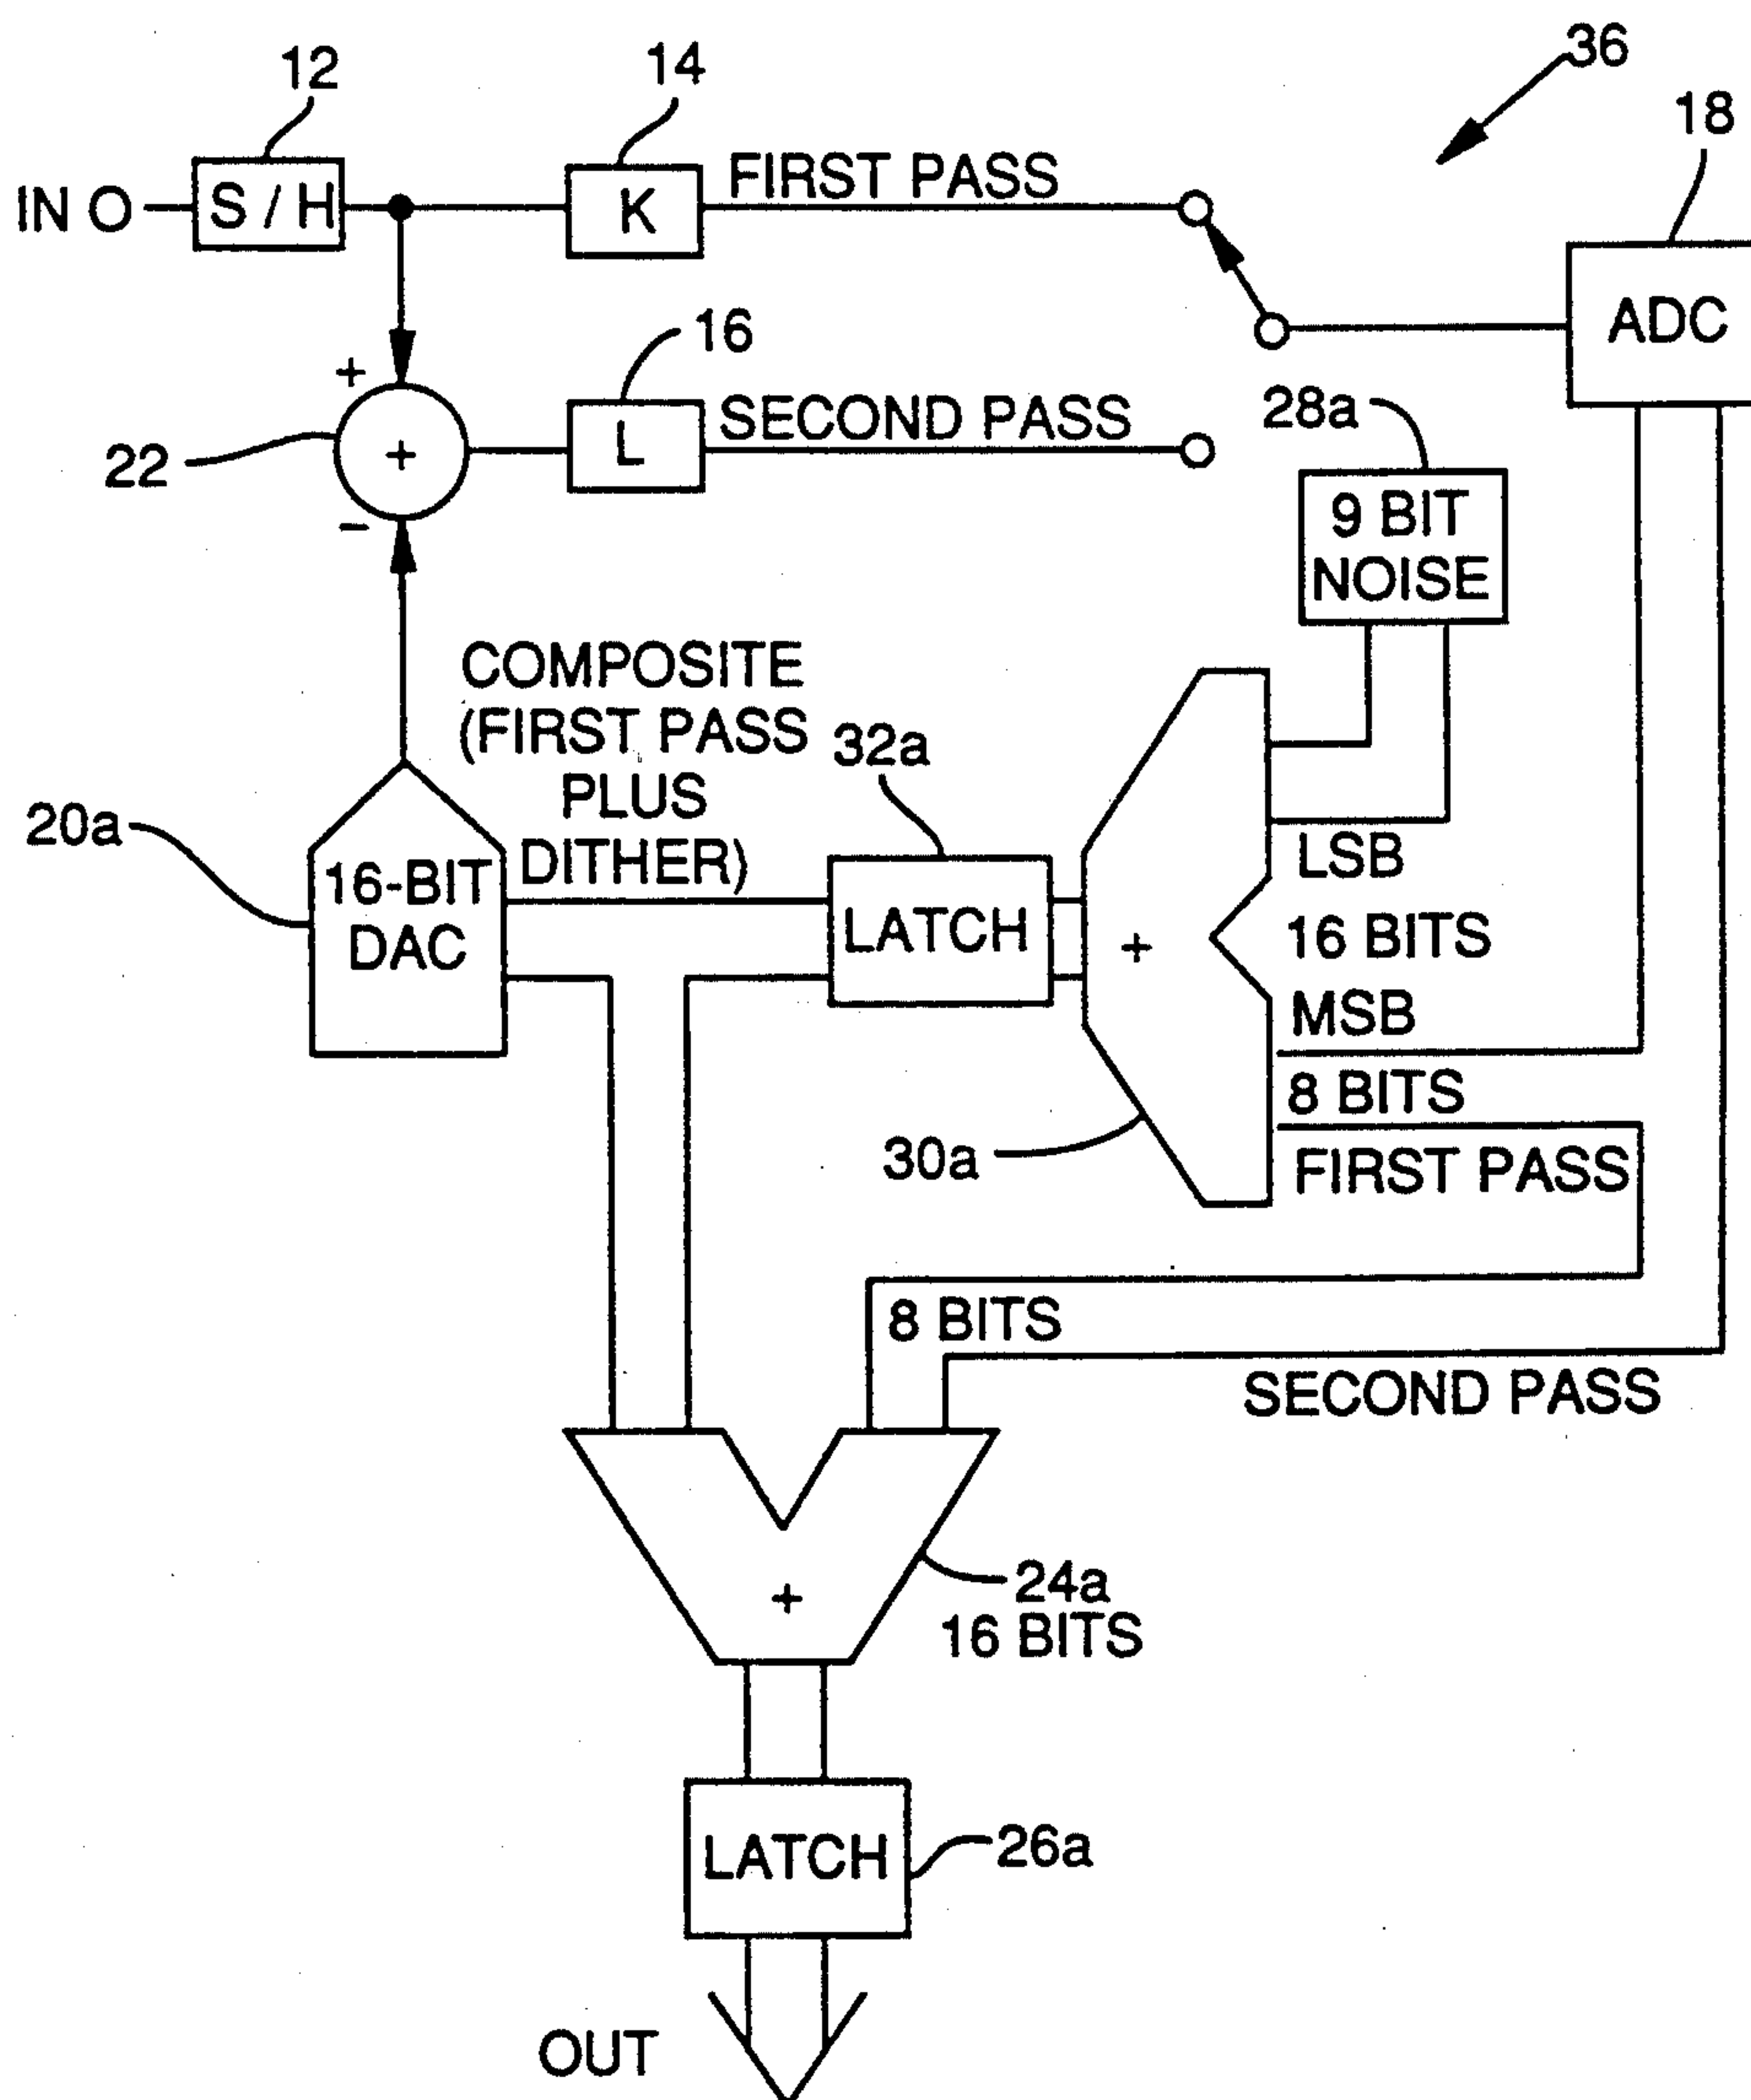 36
12
14
18
IN
S / H
K
FIRST PASS
ADC
+
16
L
SECOND PASS
28a
22
+
-
9 BIT
NOISE
COMPOSITE
(FIRST PASS
PLUS
DITHER)
32a
20a
16-BIT
DAC
LATCH
+
LSB
16 BITS
MSB
8 BITS
30a
FIRST PASS
8 BITS
SECOND PASS
+
24a
16 BITS
LATCH
26a
OUT